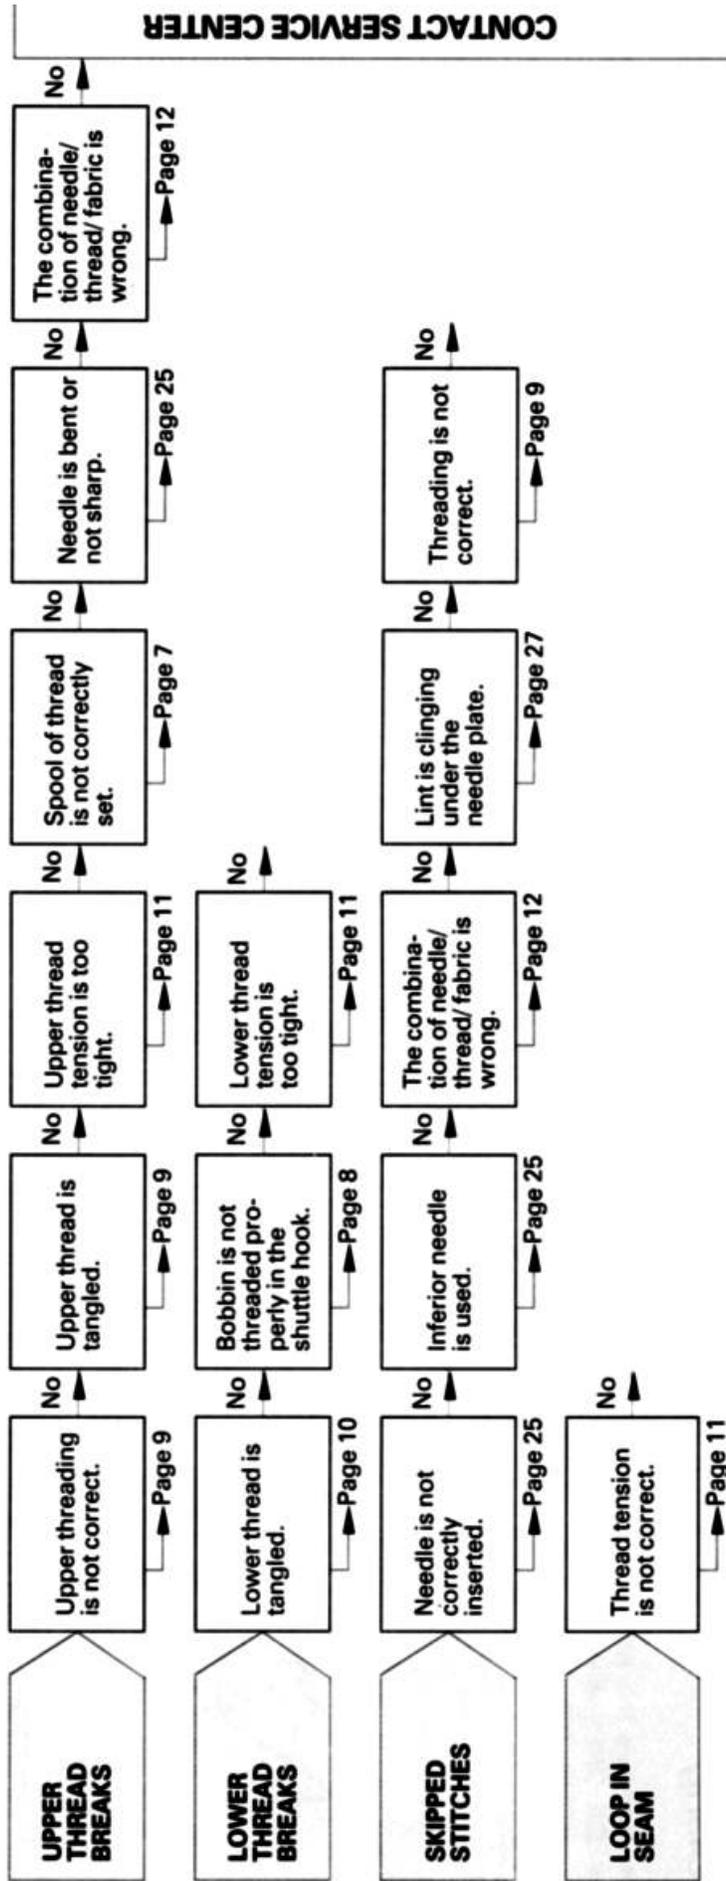 UPPER
THREAD
BREAKS
Upper threading
is not correct.
Page 9
No
Upper thread is
tangled.
Page 9
No
Upper thread
tension is too
tight.
Page 11
No
Spool of thread
is not correctly
set.
Page 7
No
Needle is bent or
not sharp.
Page 25
No
The combina-
tion of needle/
thread/ fabric is
wrong.
Page 12
No
CONTACT SERVICE CENTER
LOWER
THREAD
BREAKS
Lower thread is
tangled.
Page 10
No
Bobbin is not
threaded pro-
perly in the
shuttle hook.
Page 8
No
Lower thread
tension is
too tight.
Page 11
No
SKIPPED
STITCHES
Needle is not
correctly
inserted.
Page 25
No
Inferior needle
is used.
Page 25
No
The combina-
tion of needle/
thread/ fabric is
wrong.
Page 12
No
Lint is clinging
under the
needle plate.
Page 27
No
Threading is not
correct.
Page 9
No
LOOP IN
SEAM
Thread tension
is not correct.
Page 11
No